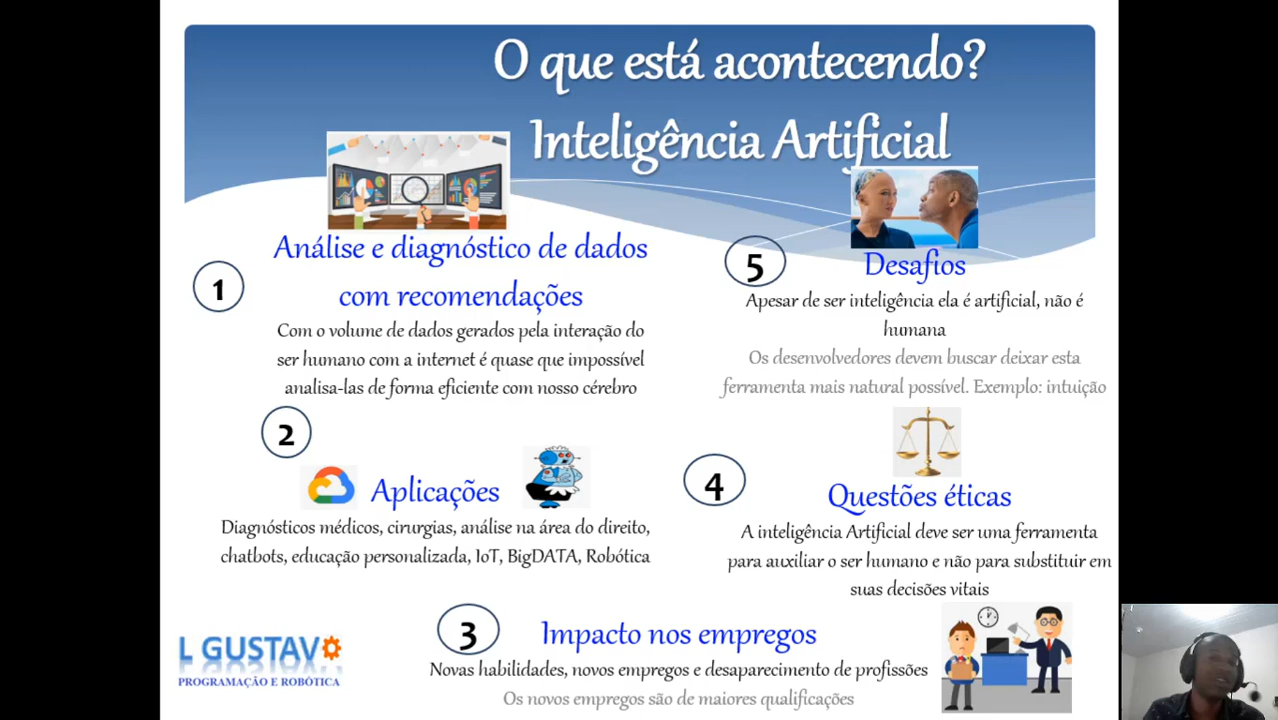 O que está acontecendo?
Inteligência Artificial
1
Análise e diagnóstico de dados
com recomendações
Com o volume de dados gerados pela interação do
ser humano com a internet é quase que impossível
analisa-las de forma eficiente com nosso cérebro
2
Aplicações
Diagnósticos médicos, cirurgias, análise na área do direito,
chatbots, educação personalizada, IoT, BigDATA, Robótica
3
Impacto nos empregos
Novas habilidades, novos empregos e desaparecimento de profissões
Os novos empregos são de maiores qualificações
4
Questões éticas
A inteligência Artificial deve ser uma ferramenta
para auxiliar o ser humano e não para substituir em
suas decisões vitais
5
Desafios
Apesar de ser inteligência ela é artificial, não é
humana
Os desenvolvedores devem buscar deixar esta
ferramenta mais natural possível. Exemplo: intuição
L GUSTAVO
PROGRAMAÇÃO E ROBÓTICA